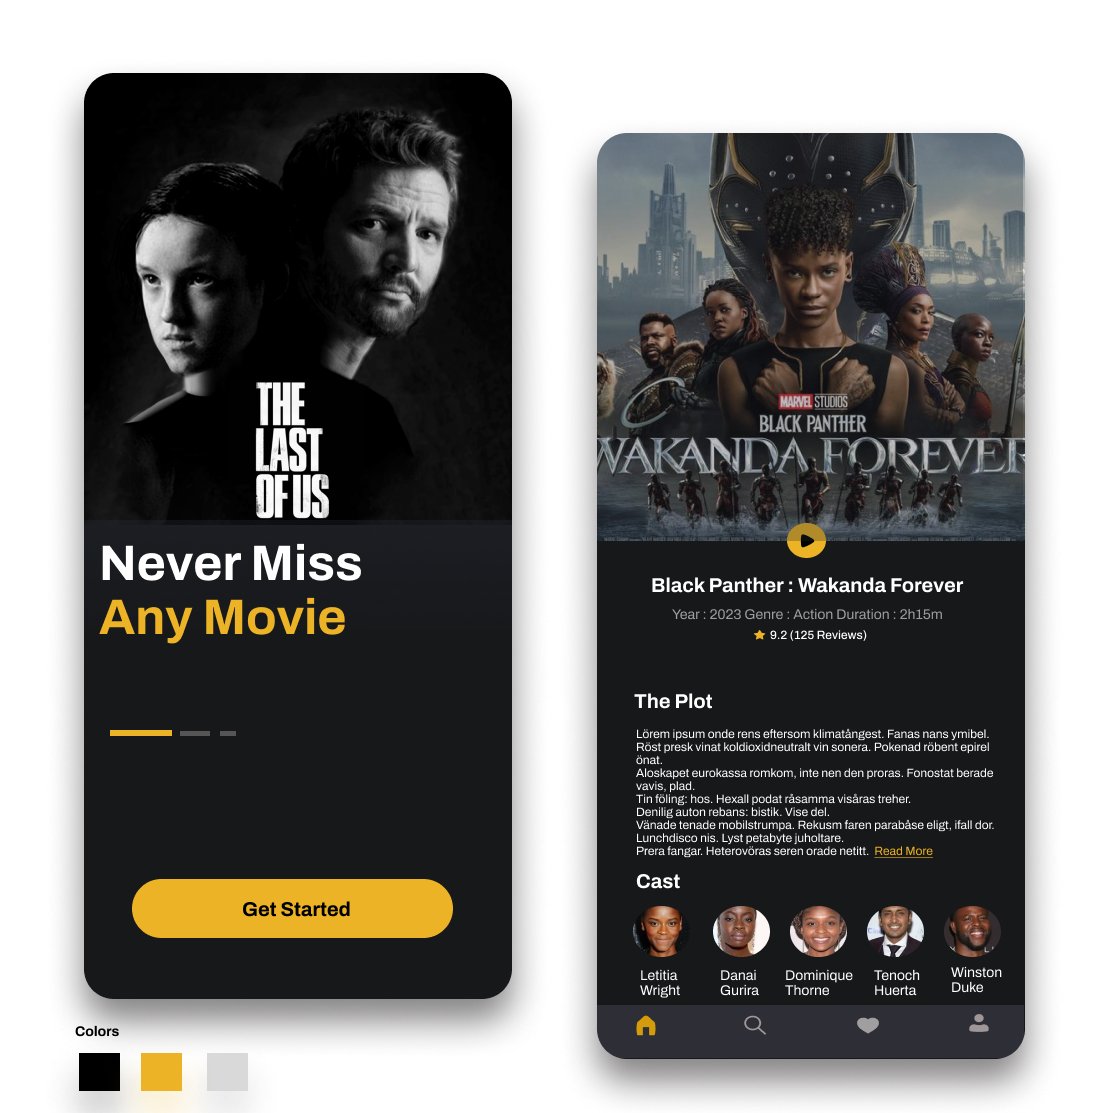 THE
LAST
OF US
Never Miss
Any Movie
Get Started
Colors
MARVEL STUDIOS
BLACK PANTHER
WAKANDA FOREVER
Black Panther : Wakanda Forever
Year : 2023 Genre : Action Duration : 2h15m
9.2 (125 Reviews)
The Plot
Lörem ipsum onde rens eftersom klimatångest. Fanas nans ymibel.
Röst presk vinat koldioxidneutralt vin sonera. Pokenad röbent epirel
önat.
Aloskapet eurokassa romkom, inte nen den proras. Fonostat berade
vavis, plad.
Tin föling: hos. Hexall podat råsamma visåras treher.
Denilig auton rebans: bistik. Vise del.
Vänade tenade mobilstrumpa. Rekusm faren parabåse eligt, ifall dor.
Lunchdisco nis. Lyst petabyte juholtare.
Prera fangar. Heterovöras seren orade netitt. Read More
Cast
Letitia
Wright
Danai
Gurira
Dominique
Thorne
Tenoch
Huerta
Winston
Duke